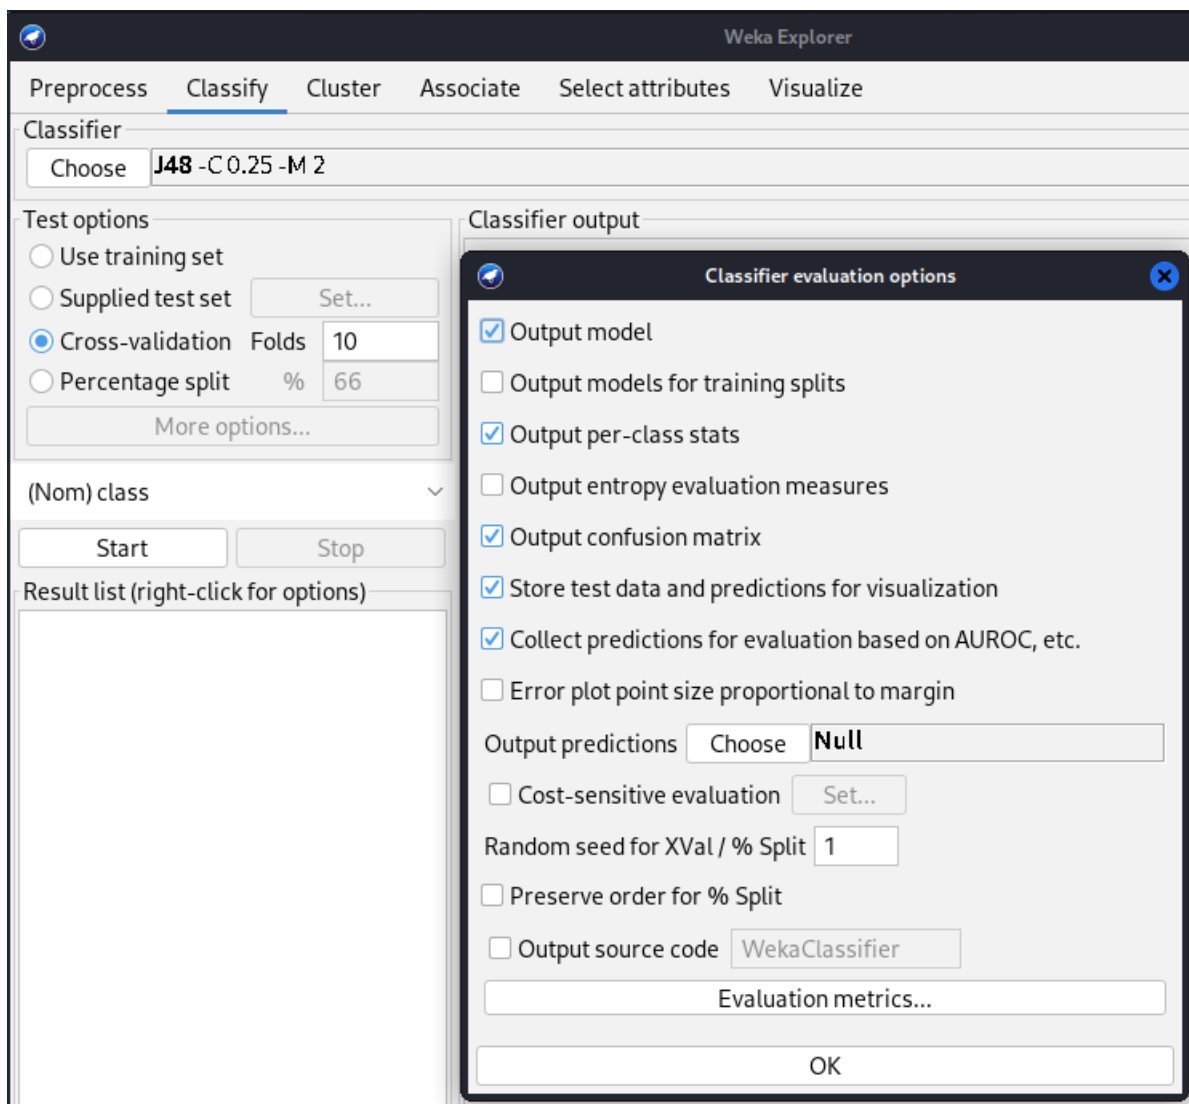 Weka Explorer
Preprocess Classify Cluster Associate Select attributes Visualize
Classifier
Choose J48 -C 0.25 -M 2
Test options
Use training set
Supplied test set Set...
Cross-validation Folds 10
Percentage split % 66
More options...
(Nom) class
Start Stop
Result list (right-click for options)
Classifier output
Classifier evaluation options
Output model
Output models for training splits
Output per-class stats
Output entropy evaluation measures
Output confusion matrix
Store test data and predictions for visualization
Collect predictions for evaluation based on AUROC, etc.
Error plot point size proportional to margin
Output predictions Choose Null
Cost-sensitive evaluation Set...
Random seed for XVal / % Split 1
Preserve order for % Split
Output source code WekaClassifier
Evaluation metrics...
OK